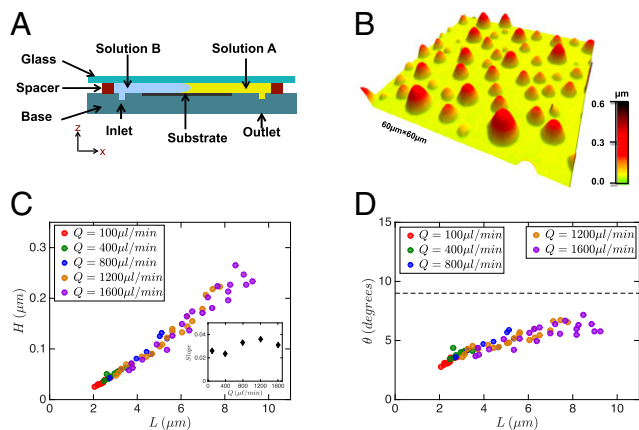 A
B
Solution B
Solution A
Glass
Spacer
Base
Inlet
Substrate
Outlet
z
x
60μm×60μm
μm
0.6
0.3
0.0
C
D
Q = 100μl/min
Q = 400μl/min
Q = 800μl/min
Q = 1200μl/min
Q = 1600μl/min
H (μm)
0.3
0.2
0.1
0
0 2 4 6 8 10
L (μm)
Slope
0.04
0.02
0
0 400 800 1200 1600
Q (μl/min)
Q = 100μl/min
Q = 400μl/min
Q = 800μl/min
Q = 1200μl/min
Q = 1600μl/min
θ (degrees)
15
10
5
0
0 2 4 6 8 10
L (μm)